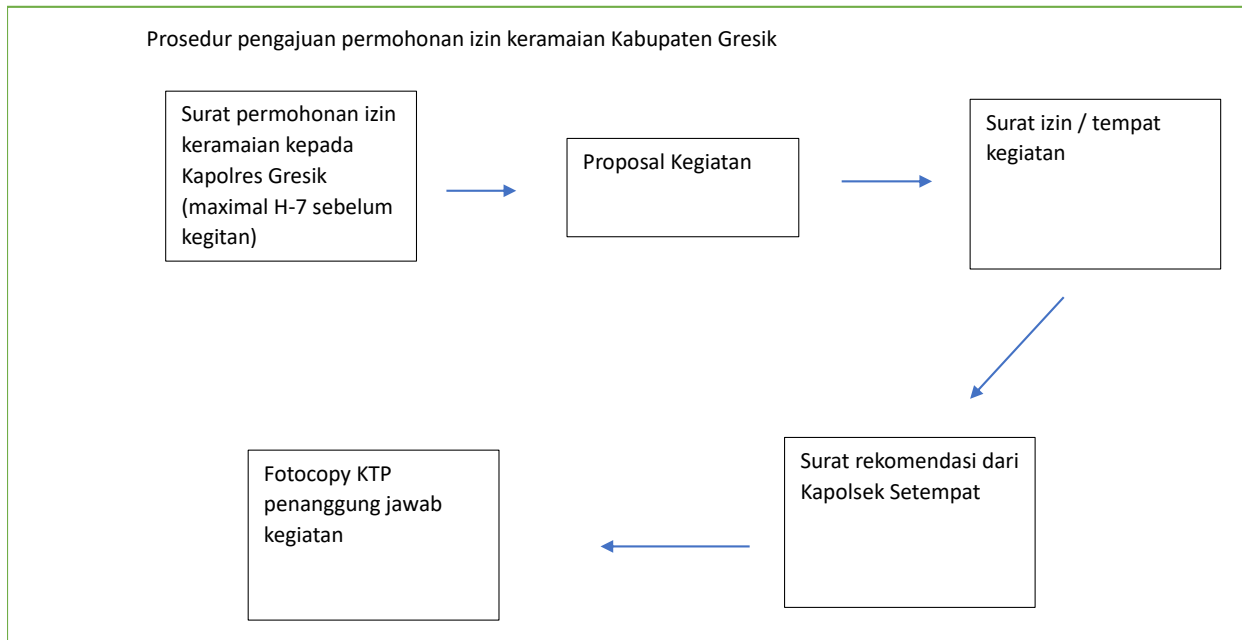 Prosedur pengajuan permohonan izin keramaian Kabupaten Gresik
Surat permohonan izin
keramaian kepada
Kapolres Gresik
(maximal H-7 sebelum
kegitan)
Proposal Kegiatan
Surat izin / tempat
kegiatan
Surat rekomendasi dari
Kapolsek Setempat
Fotocopy KTP
penanggung jawab
kegiatan